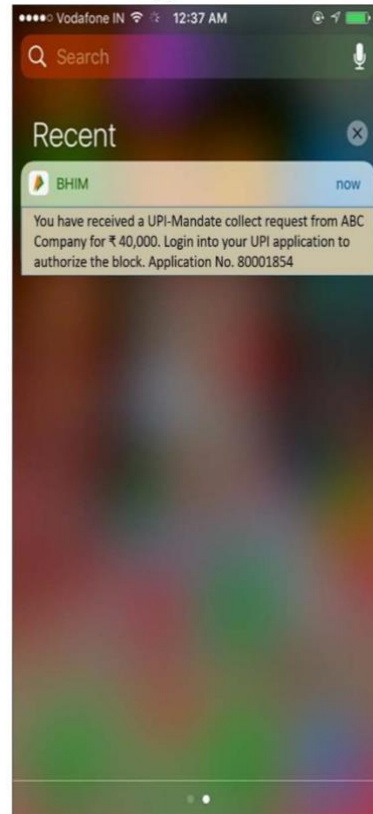 Vodafone IN 12:37 AM
Search
Recent
BHIM now
You have received a UPI-Mandate collect request from ABC
Company for ₹ 40,000. Login into your UPI application to
authorize the block. Application No. 80001854